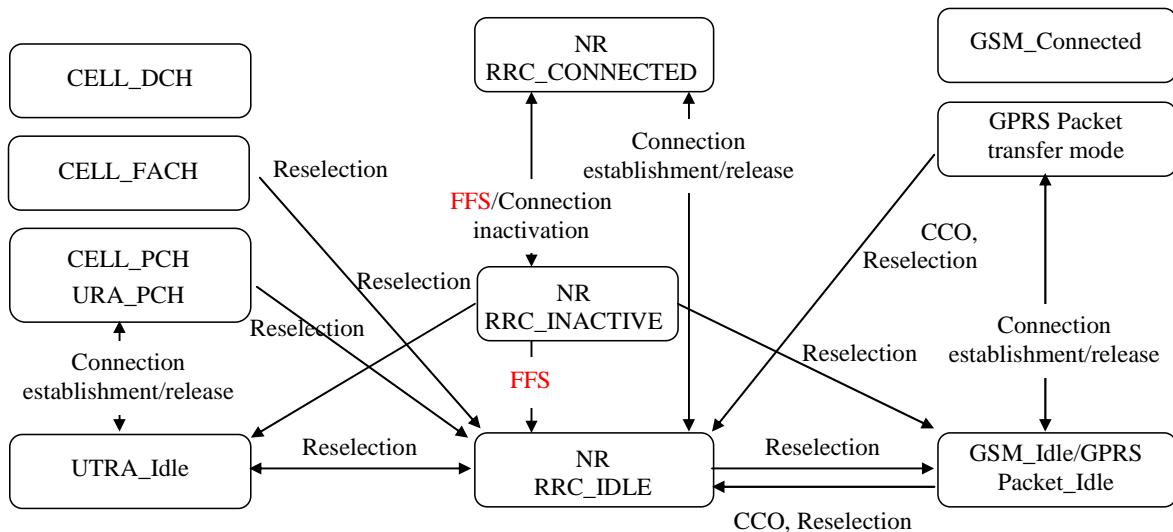 CELL_DCH
NR
RRC_CONNECTED
GSM_Connected
CELL_FACH
Reselection
Connection
establishment/release
GPRS Packet
transfer mode
FFS/Connection
inactivation
CCO,
Reselection
CELL_PCH
URA_PCH
Reselection
Reselection
NR
RRC_INACTIVE
Connection
establishment/release
FFS
Reselection
Connection
establishment/release
UTRA_Idle
Reselection
NR
RRC_IDLE
Reselection
GSM_Idle/GPRS
Packet_Idle
CCO, Reselection